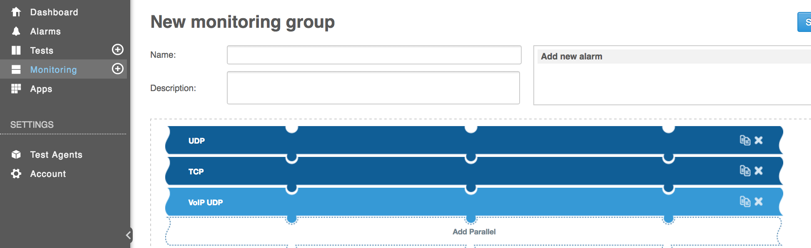 Dashboard
Alarms
Tests
Monitoring
Apps
SETTINGS
Test Agents
Account
New monitoring group
Name:
Description:
Add new alarm
UDP
TCP
VoIP UDP
Add Parallel
S